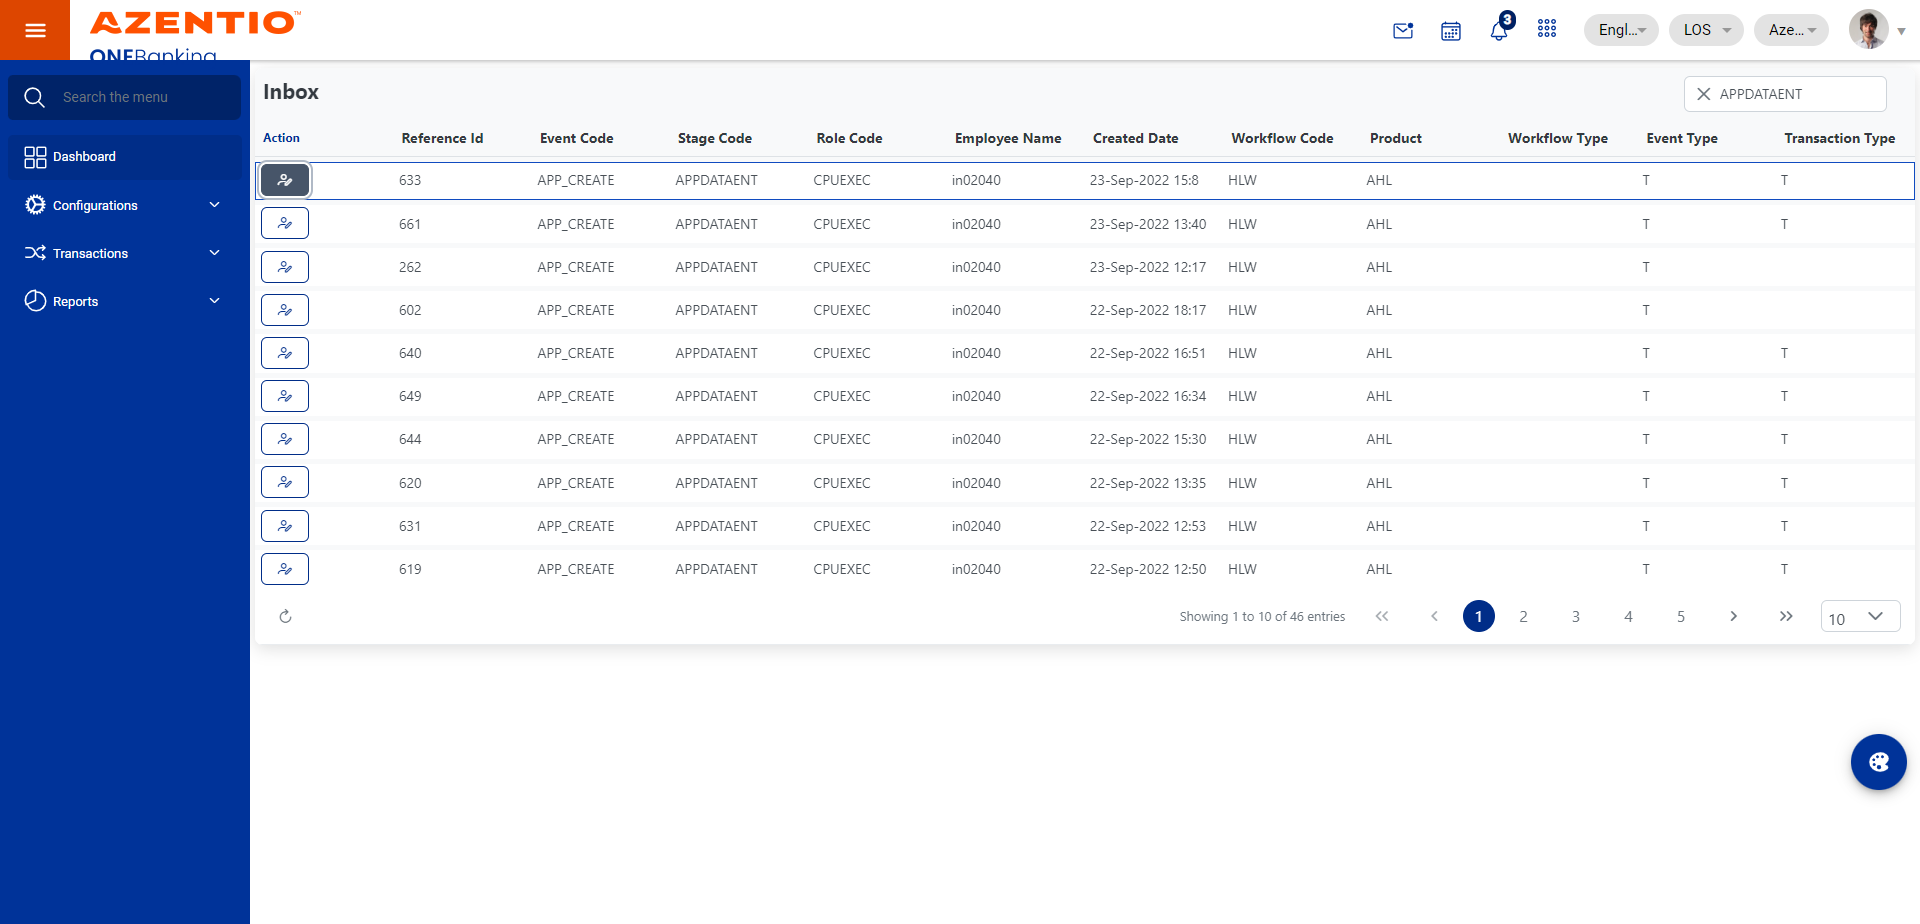 AZENTIO™
ONEBanking
3
Engl...
LOS
Aze...
Search the menu
Dashboard
Configurations
Transactions
Reports
Inbox
APPDATAENT
Action Reference Id Event Code Stage Code Role Code Employee Name Created Date Workflow Code Product Workflow Type Event Type Transaction Type
633 APP_CREATE APPDATAENT CPUEXEC in02040 23-Sep-2022 15:8 HLW AHL T T
661 APP_CREATE APPDATAENT CPUEXEC in02040 23-Sep-2022 13:40 HLW AHL T T
262 APP_CREATE APPDATAENT CPUEXEC in02040 23-Sep-2022 12:17 HLW AHL T
602 APP_CREATE APPDATAENT CPUEXEC in02040 22-Sep-2022 18:17 HLW AHL T
640 APP_CREATE APPDATAENT CPUEXEC in02040 22-Sep-2022 16:51 HLW AHL T T
649 APP_CREATE APPDATAENT CPUEXEC in02040 22-Sep-2022 16:34 HLW AHL T T
644 APP_CREATE APPDATAENT CPUEXEC in02040 22-Sep-2022 15:30 HLW AHL T T
620 APP_CREATE APPDATAENT CPUEXEC in02040 22-Sep-2022 13:35 HLW AHL T T
631 APP_CREATE APPDATAENT CPUEXEC in02040 22-Sep-2022 12:53 HLW AHL T T
619 APP_CREATE APPDATAENT CPUEXEC in02040 22-Sep-2022 12:50 HLW AHL T T
Showing 1 to 10 of 46 entries 1 2 3 4 5 10